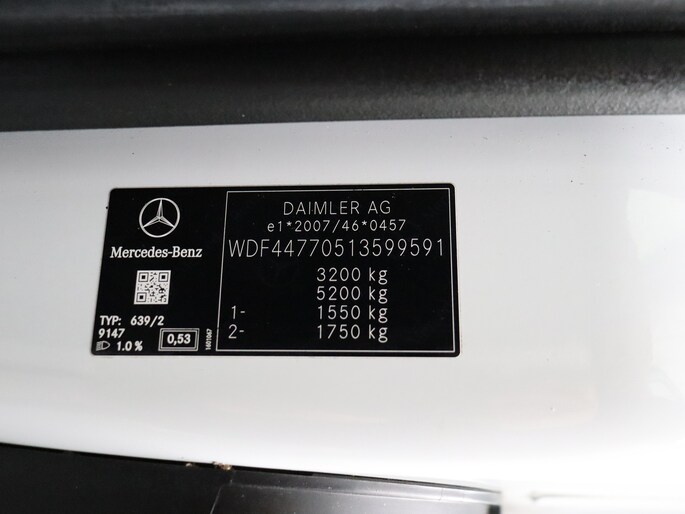 Mercedes-Benz
TYP: 639/2
9147
1.0 %
0,53
1401067
DAIMLER AG
e1*2007/46*0457
WDF44770513599591
3200 kg
5200 kg
1- 1550 kg
2- 1750 kg